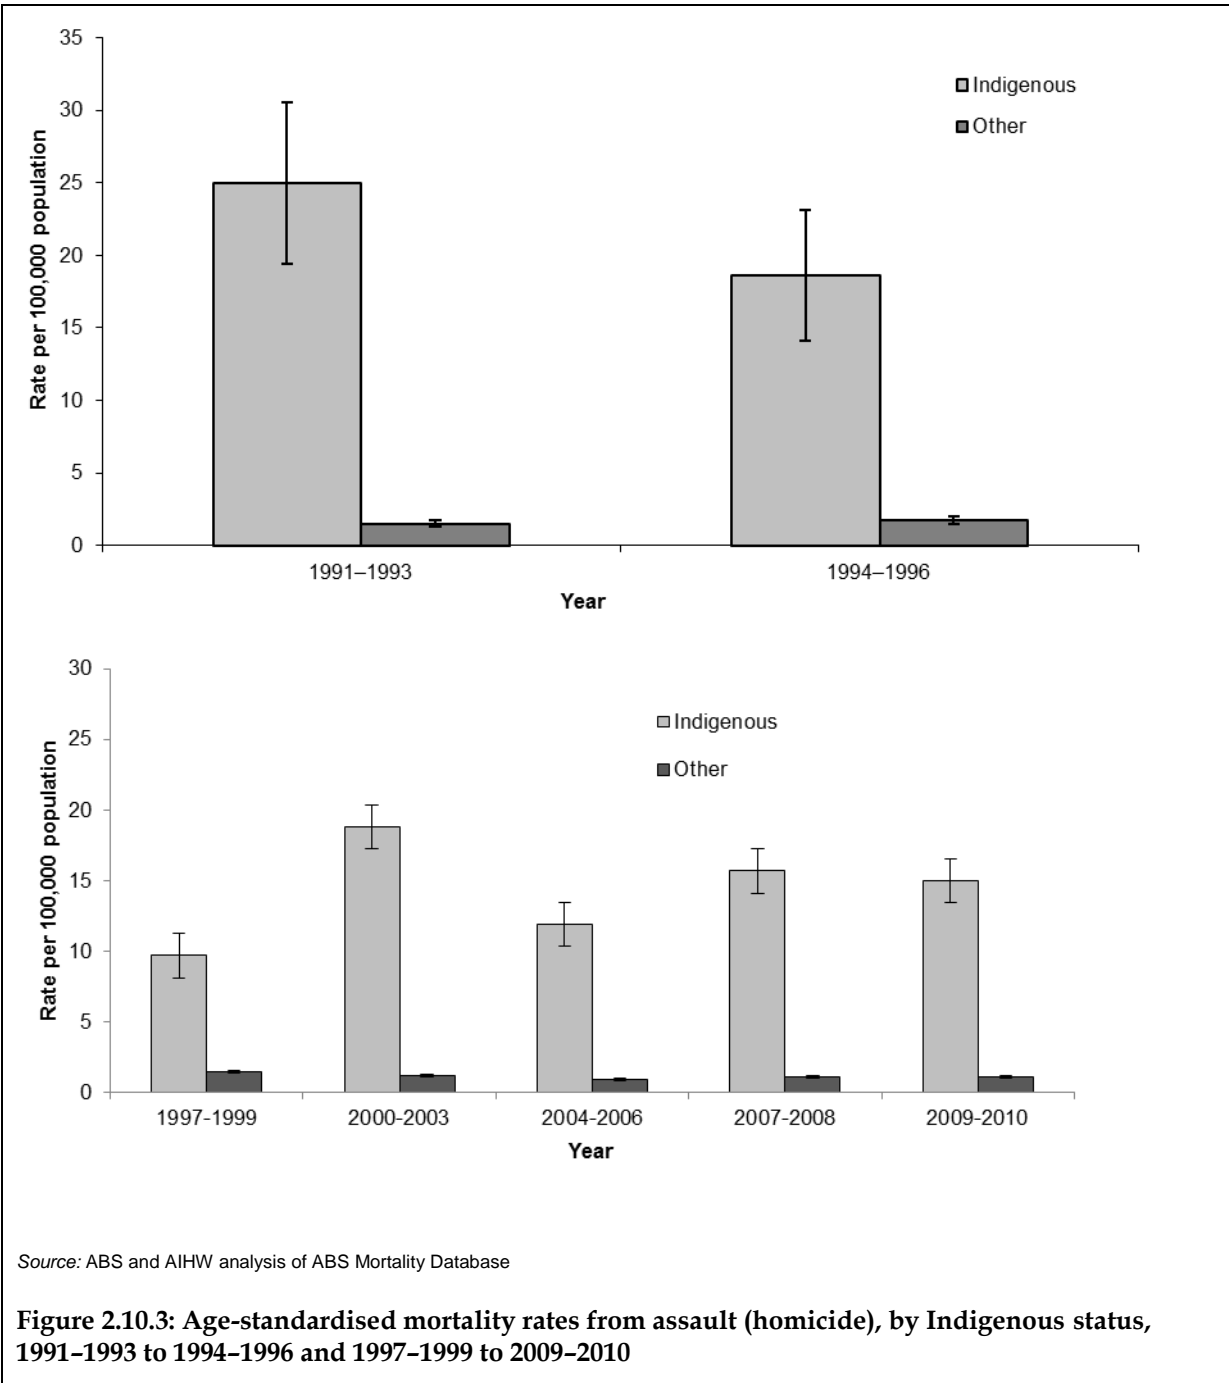 35
30
25
20
15
10
5
0
Rate per 100,000 population
Indigenous
Other
1991–1993
1994–1996
Year
30
25
20
15
10
5
0
Rate per 100,000 population
Indigenous
Other
1997-1999
2000-2003
2004-2006
2007-2008
2009-2010
Year
Source: ABS and AIHW analysis of ABS Mortality Database
Figure 2.10.3: Age-standardised mortality rates from assault (homicide), by Indigenous status,
1991–1993 to 1994–1996 and 1997–1999 to 2009–2010